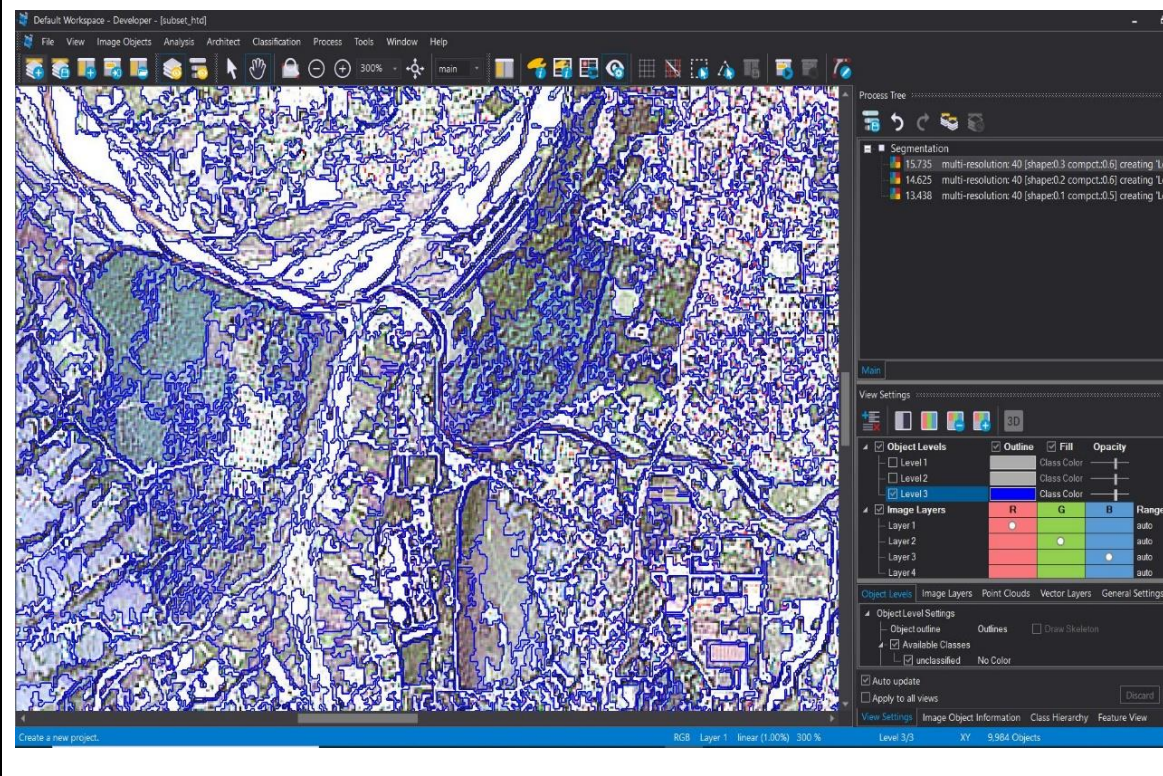 Default Workspace - Developer - [subset_htd]
File View Image Objects Analysis Architect Classification Process Tools Window Help
300% main
Process Tree
Segmentation
15.735 multi-resolution: 40 [shape:0.3 compct.:0.6] creating 'L
14.625 multi-resolution: 40 [shape:0.2 compct.:0.6] creating 'L
13.438 multi-resolution: 40 [shape:0.1 compct.:0.5] creating 'L
Main
View Settings
3D
Object Levels Outline Fill Opacity
Level 1 Class Color
Level 2 Class Color
Level 3 Class Color
Image Layers R G B Range
Layer 1 auto
Layer 2 auto
Layer 3 auto
Layer 4 auto
Object Levels Image Layers Point Clouds Vector Layers General Settings
Object Level Settings
Object outline Outlines Draw Skeleton
Available Classes
unclassified No Color
Auto update
Apply to all views Discard
View Settings Image Object Information Class Hierarchy Feature View
Create a new project. RGB Layer 1 linear (1.00%) 300 % Level 3/3 XY 9,984 Objects